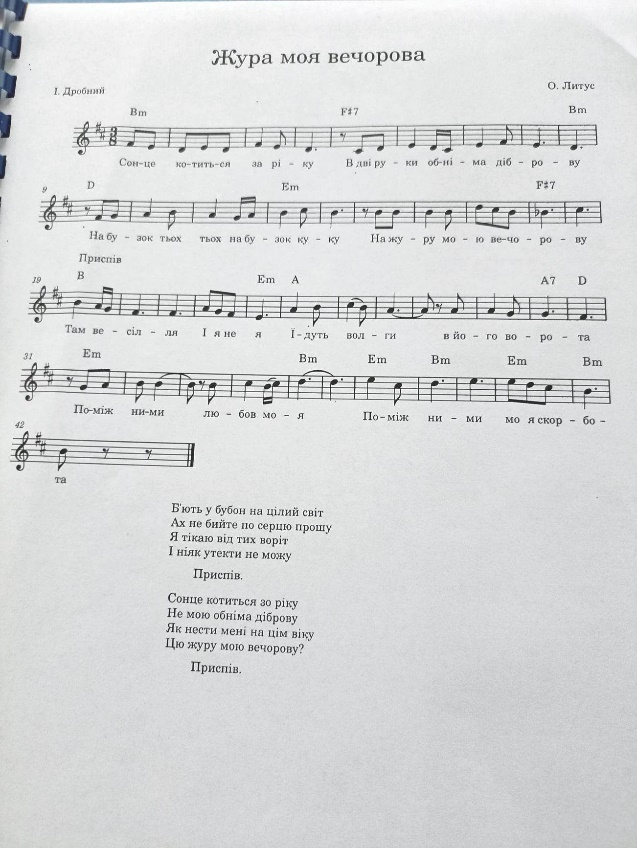 Жура моя вечорова
І. Дробний
О. Литус
Bm F#7 Bm
Сон-це ко-тить-ся за рі - ку В дві ру - ки об-ні - ма діб - ро - ву
9 D Em F#7
На бу - зок тьох тьох на бу - зок ку - ку На жу - ру мо - ю ве-чо - ро - ву
Приспів
19 B Em A A7 D
Там ве - сіл - ля І я не я Ї - дуть вол - ги в йо - го во - ро - та
31 Em Bm Em Bm Em Bm
По-між ни-ми лю - бов мо - я По - між ни - ми мо я скор - бо -
42
та
Б'ють у бубон на цілий світ
Ах не бийте по серцю прошу
Я тікаю від тих воріт
І ніяк утекти не можу
Приспів.
Сонце котиться зо ріку
Не мою обніма діброву
Як нести мені на цім віку
Цю журу мою вечорову?
Приспів.